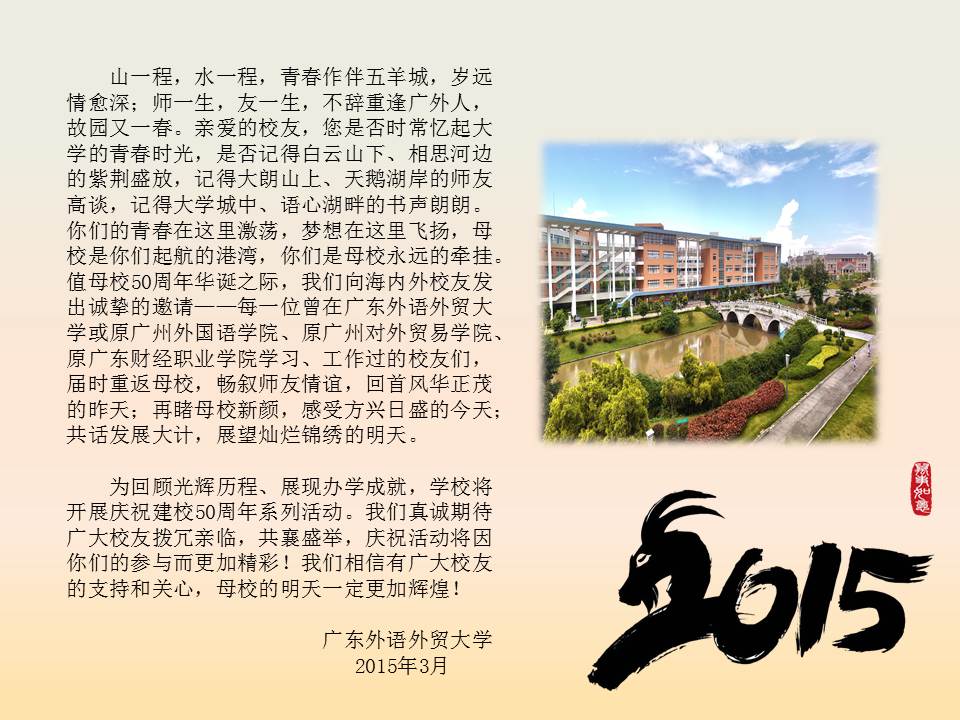 山一程，水一程，青春作伴五羊城，岁远
情愈深；师一生，友一生，不辞重逢广外人，
故园又一春。亲爱的校友，您是否时常忆起大
学的青春时光，是否记得白云山下、相思河边
的紫荆盛放，记得大朗山上、天鹅湖岸的师友
高谈，记得大学城中、语心湖畔的书声朗朗。
你们的青春在这里激荡，梦想在这里飞扬，母
校是你们起航的港湾，你们是母校永远的牵挂。
值母校50周年华诞之际，我们向海内外校友发
出诚挚的邀请——每一位曾在广东外语外贸大
学或原广州外国语学院、原广州对外贸易学院、
原广东财经职业学院学习、工作过的校友们，
届时重返母校，畅叙师友情谊，回首风华正茂
的昨天；再睹母校新颜，感受方兴日盛的今天；
共话发展大计，展望灿烂锦绣的明天。
为回顾光辉历程、展现办学成就，学校将
开展庆祝建校50周年系列活动。我们真诚期待
广大校友拨冗亲临，共襄盛举，庆祝活动将因
你们的参与而更加精彩！我们相信有广大校友
的支持和关心，母校的明天一定更加辉煌！
广东外语外贸大学
2015年3月
万事如意
2015